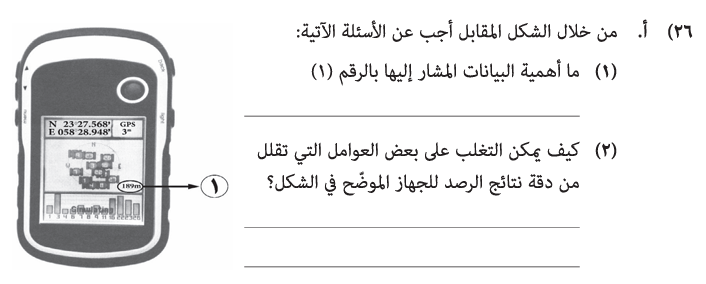 ٢٦) أ. من خلال الشكل المقابل أجب عن الأسئلة الآتية:
(١) ما أهمية البيانات المشار إليها بالرقم (١)
(٢) كيف يمكن التغلب على بعض العوامل التي تقلل
من دقة نتائج الرصد للجهاز الموضّح في الشكل؟
N 23°27.568' GPS
E 058°28.948' 3"
189m
١
Simulating